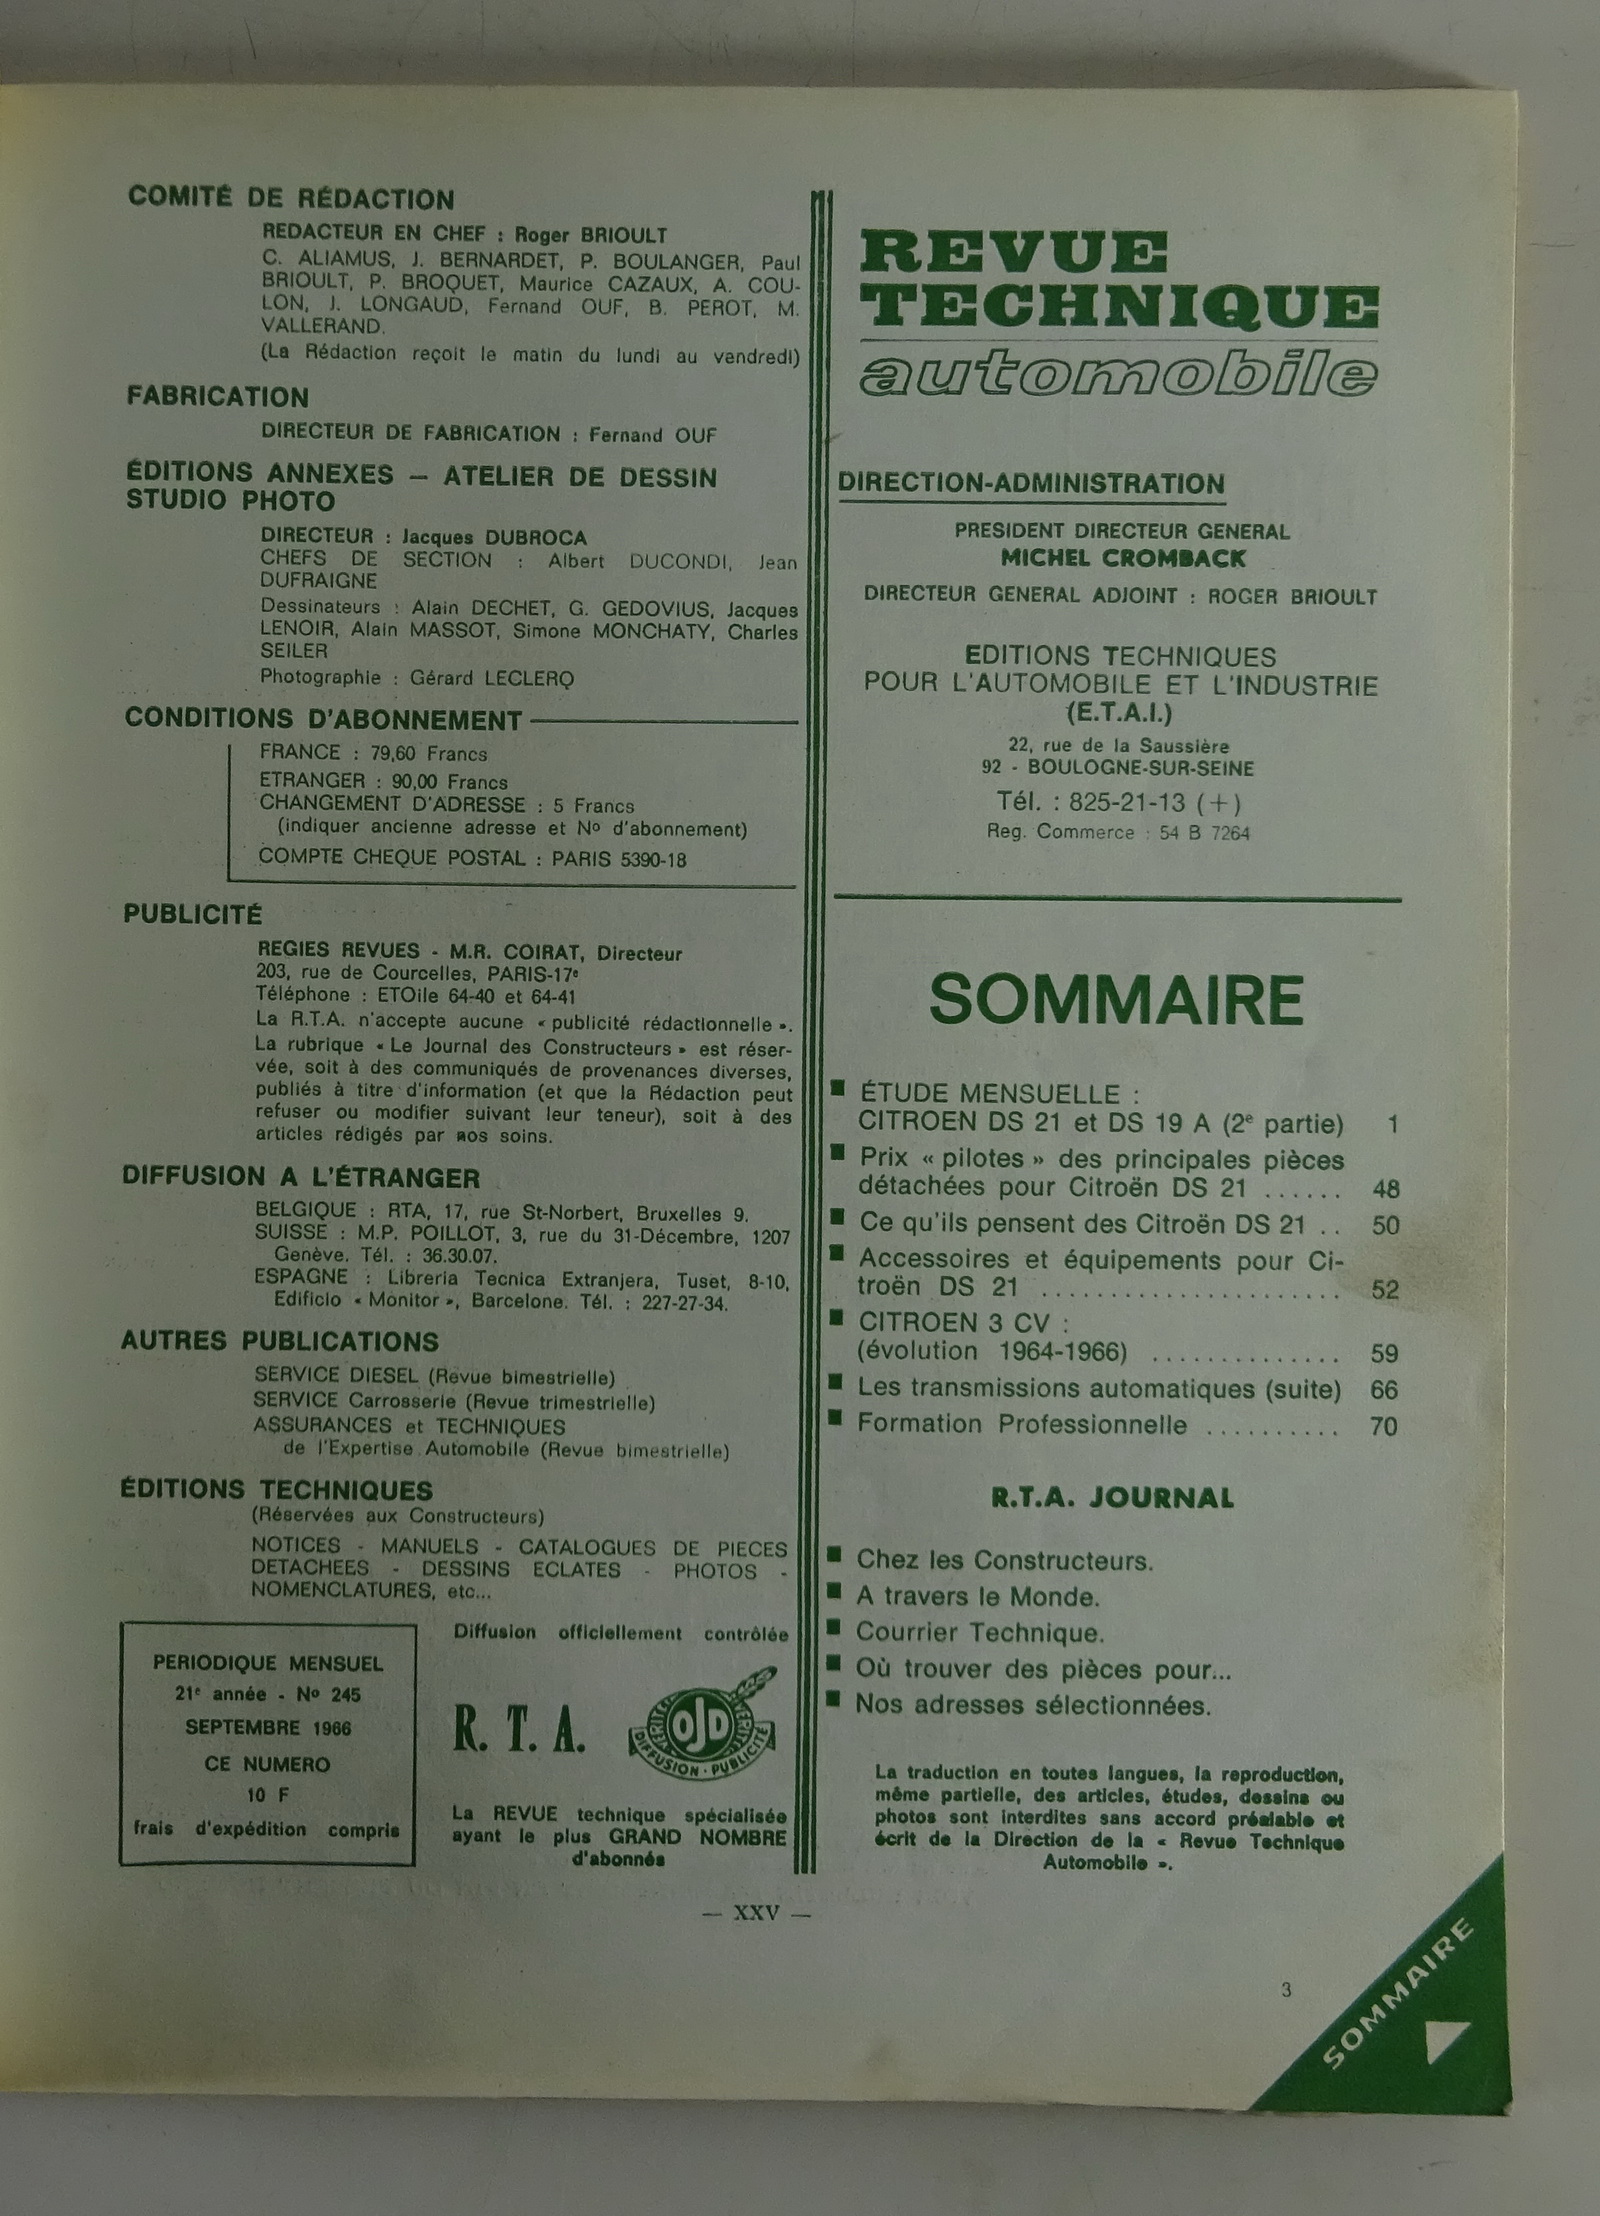 COMITÉ DE RÉDACTION
REDACTEUR EN CHEF : Roger BRIOULT
C. ALIAMUS, J. BERNARDET, P. BOULANGER, Paul
BRIOULT, P. BROQUET, Maurice CAZAUX, A. COU-
LON, J. LONGAUD, Fernand OUF, B. PEROT, M.
VALLERAND.
(La Rédaction reçoit le matin du lundi au vendredi)
FABRICATION
DIRECTEUR DE FABRICATION : Fernand OUF
ÉDITIONS ANNEXES — ATELIER DE DESSIN
STUDIO PHOTO
DIRECTEUR : Jacques DUBROCA
CHEFS DE SECTION : Albert DUCONDI, Jean
DUFRAIGNE
Dessinateurs : Alain DECHET, G. GEDOVIUS, Jacques
LENOIR, Alain MASSOT, Simone MONCHATY, Charles
SEILER
Photographie : Gérard LECLERQ
CONDITIONS D'ABONNEMENT
FRANCE : 79,60 Francs
ETRANGER : 90,00 Francs
CHANGEMENT D'ADRESSE : 5 Francs
(indiquer ancienne adresse et No d'abonnement)
COMPTE CHEQUE POSTAL : PARIS 5390-18
PUBLICITÉ
REGIES REVUES - M.R. COIRAT, Directeur
203, rue de Courcelles, PARIS-17e
Téléphone : ETOile 64-40 et 64-41
La R.T.A. n'accepte aucune « publicité rédactionnelle ».
La rubrique « Le Journal des Constructeurs » est réser-
vée, soit à des communiqués de provenances diverses,
publiés à titre d'information (et que la Rédaction peut
refuser ou modifier suivant leur teneur), soit à des
articles rédigés par nos soins.
DIFFUSION A L'ÉTRANGER
BELGIQUE : RTA, 17, rue St-Norbert, Bruxelles 9.
SUISSE : M.P. POILLOT, 3, rue du 31-Décembre, 1207
Genève. Tél. : 36.30.07.
ESPAGNE : Libreria Tecnica Extranjera, Tuset, 8-10,
Edificio « Monitor », Barcelone. Tél. : 227-27-34.
AUTRES PUBLICATIONS
SERVICE DIESEL (Revue bimestrielle)
SERVICE Carrosserie (Revue trimestrielle)
ASSURANCES et TECHNIQUES
de l'Expertise Automobile (Revue bimestrielle)
ÉDITIONS TECHNIQUES
(Réservées aux Constructeurs)
NOTICES - MANUELS - CATALOGUES DE PIECES
DETACHEES - DESSINS ECLATES - PHOTOS -
NOMENCLATURES, etc...
PERIODIQUE MENSUEL
21e année - No 245
SEPTEMBRE 1966
CE NUMERO
10 F
frais d'expédition compris
Diffusion officiellement contrôlée
R. T. A.
OJD
DIFFUSION - PUBLICITÉ
La REVUE technique spécialisée
ayant le plus GRAND NOMBRE
d'abonnés
REVUE
TECHNIQUE
automobile
DIRECTION-ADMINISTRATION
PRESIDENT DIRECTEUR GENERAL
MICHEL CROMBACK
DIRECTEUR GENERAL ADJOINT : ROGER BRIOULT
EDITIONS TECHNIQUES
POUR L'AUTOMOBILE ET L'INDUSTRIE
(E.T.A.I.)
22, rue de la Saussière
92 - BOULOGNE-SUR-SEINE
Tél. : 825-21-13 (+)
Reg. Commerce : 54 B 7264
SOMMAIRE
■ ÉTUDE MENSUELLE :
CITROEN DS 21 et DS 19 A (2e partie) 1
■ Prix « pilotes » des principales pièces
détachées pour Citroën DS 21 ...... 48
■ Ce qu'ils pensent des Citroën DS 21 .. 50
■ Accessoires et équipements pour Ci-
troën DS 21 ...................... 52
■ CITROEN 3 CV :
(évolution 1964-1966) .............. 59
■ Les transmissions automatiques (suite) 66
■ Formation Professionnelle .......... 70
R.T.A. JOURNAL
■ Chez les Constructeurs.
■ A travers le Monde.
■ Courrier Technique.
■ Où trouver des pièces pour...
■ Nos adresses sélectionnées.
La traduction en toutes langues, la reproduction,
même partielle, des articles, études, dessins ou
photos sont interdites sans accord préalable et
écrit de la Direction de la « Revue Technique
Automobile ».
— XXV —
3
SOMMAIRE